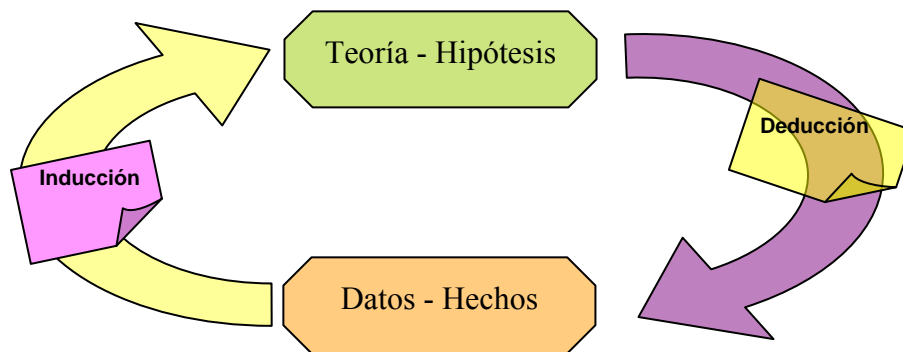 Teoría - Hipótesis
Deducción
Inducción
Datos - Hechos